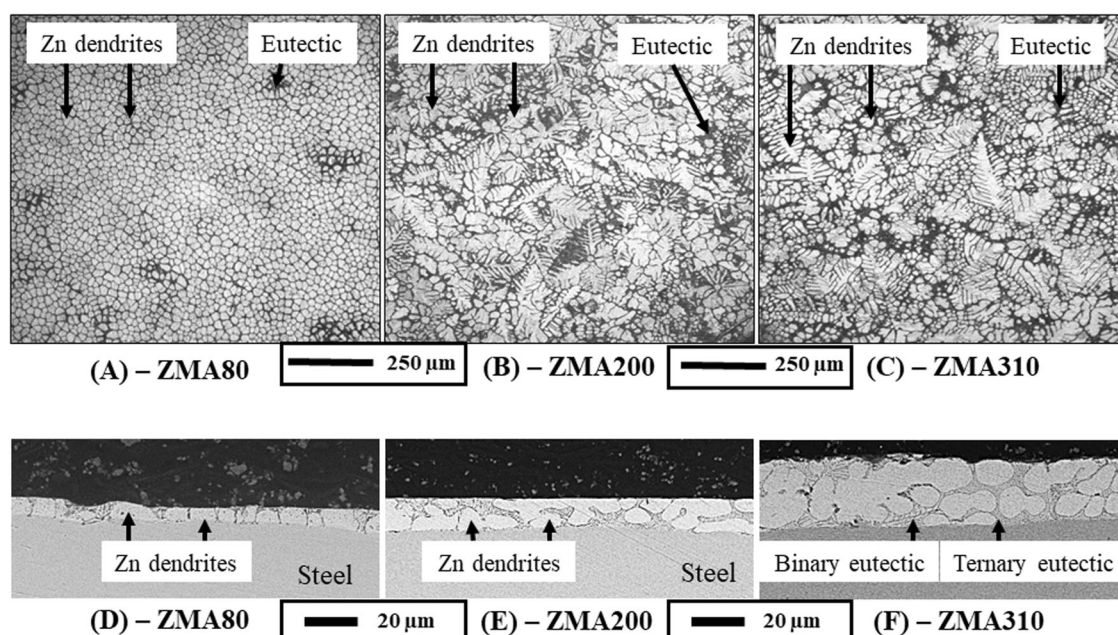 Zn dendrites
Eutectic
Zn dendrites
Eutectic
Zn dendrites
Eutectic
(A) – ZMA80
250 µm
(B) – ZMA200
250 µm
(C) – ZMA310
Zn dendrites
Steel
Zn dendrites
Steel
Binary eutectic
Ternary eutectic
(D) – ZMA80
20 µm
(E) – ZMA200
20 µm
(F) – ZMA310